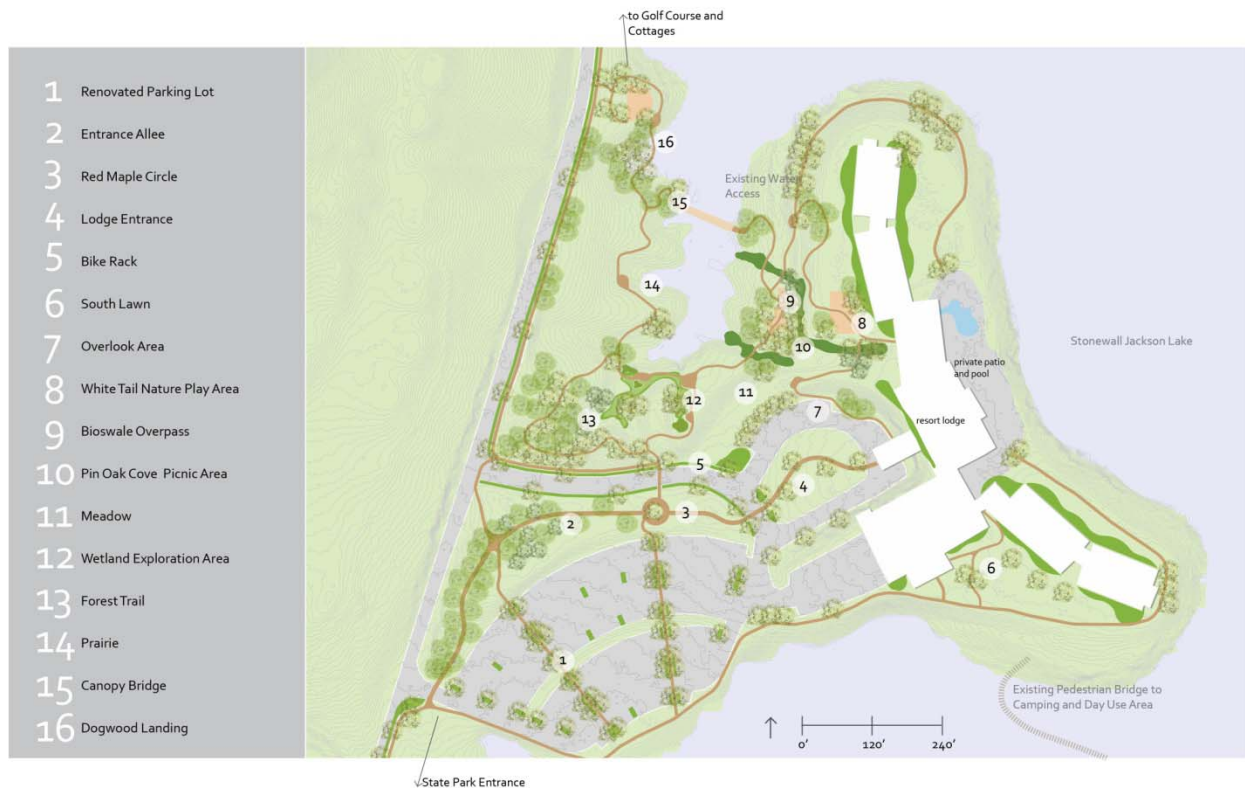 to Golf Course and
Cottages
1 Renovated Parking Lot
2 Entrance Allee
3 Red Maple Circle
4 Lodge Entrance
5 Bike Rack
6 South Lawn
7 Overlook Area
8 White Tail Nature Play Area
9 Bioswale Overpass
10 Pin Oak Cove Picnic Area
11 Meadow
12 Wetland Exploration Area
13 Forest Trail
14 Prairie
15 Canopy Bridge
16 Dogwood Landing
16
Existing Water
Access
15
14
9
8
10
Stonewall Jackson Lake
private patio
and pool
11
12
7
13
resort lodge
5
4
3
2
6
1
Existing Pedestrian Bridge to
Camping and Day Use Area
0' 120' 240'
State Park Entrance